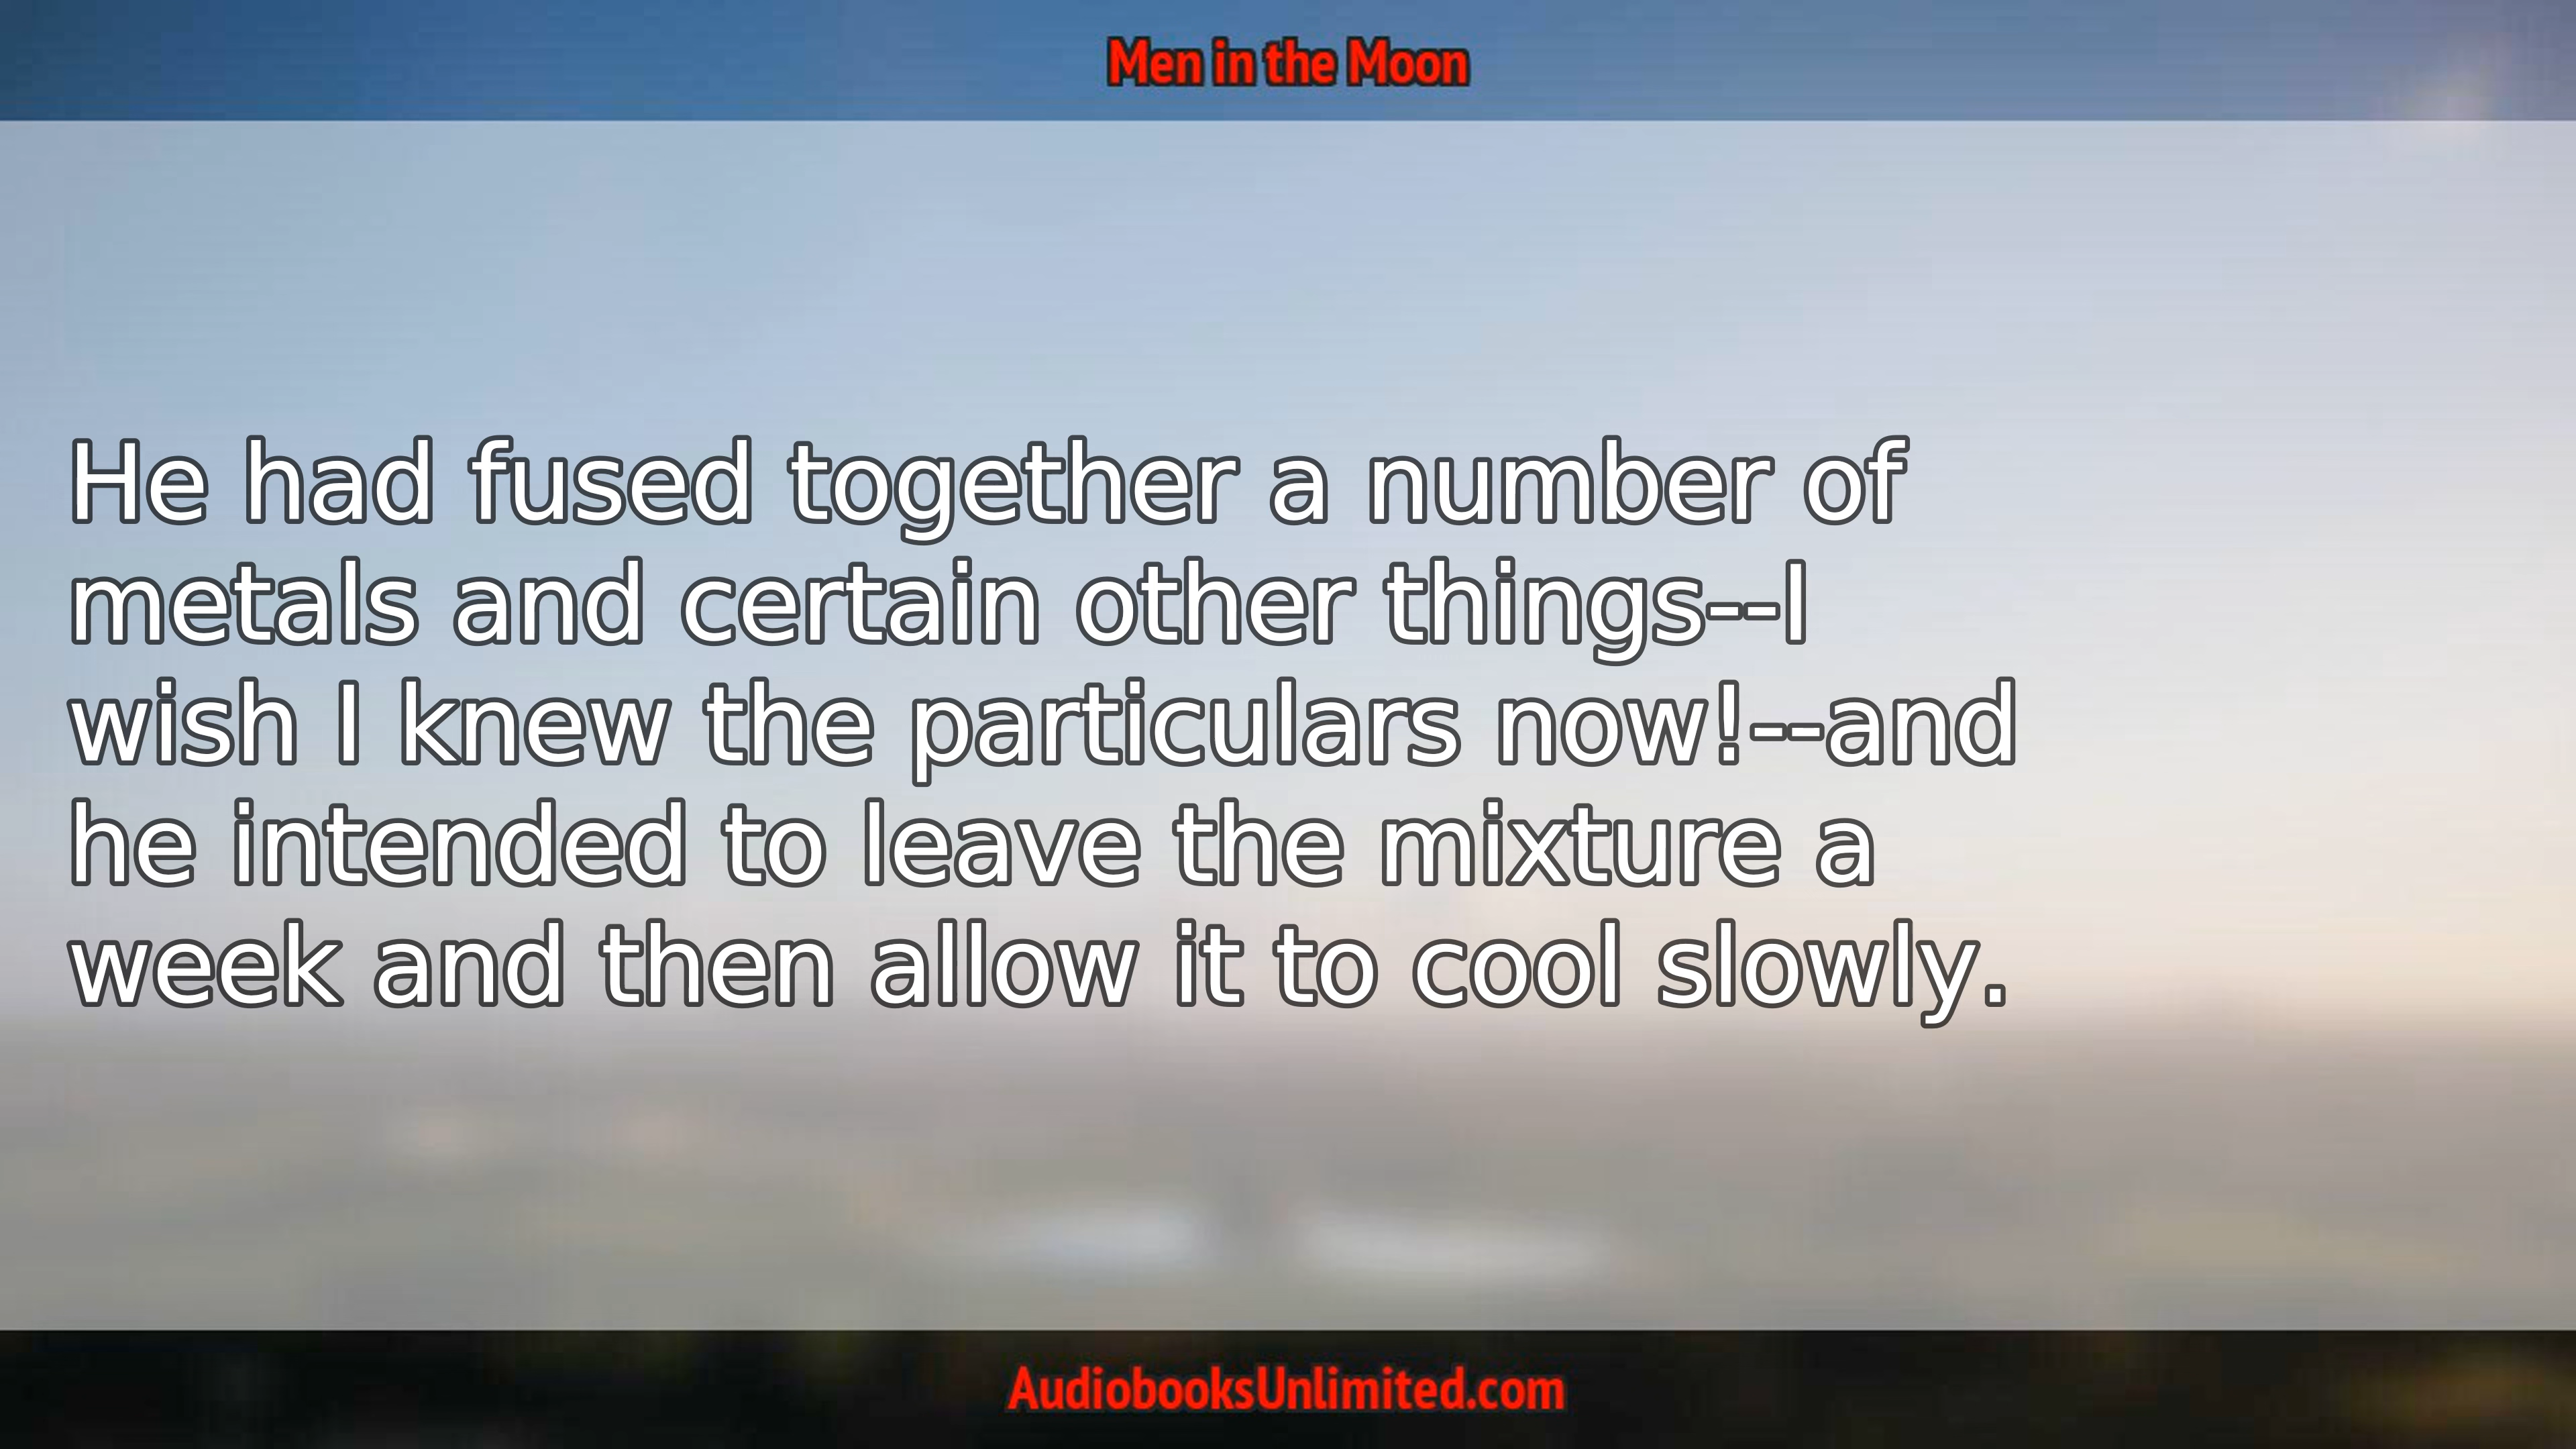 Men in the Moon
He had fused together a number of
metals and certain other things--I
wish I knew the particulars now!--and
he intended to leave the mixture a
week and then allow it to cool slowly.
AudiobooksUnlimited.com